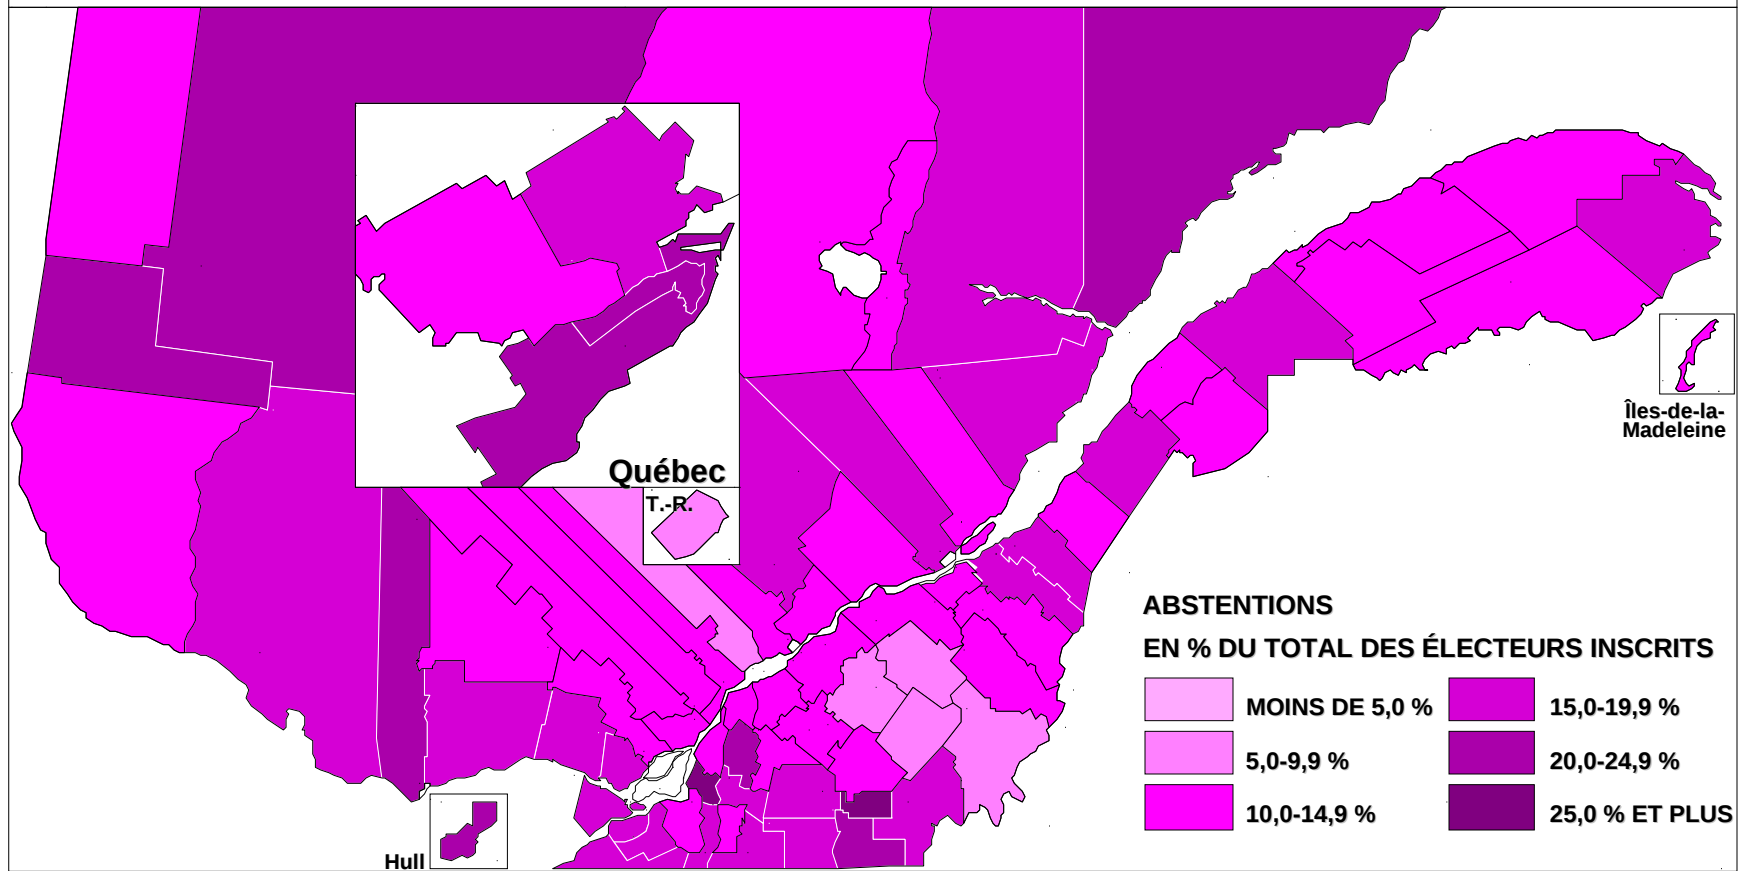 Québec
T.-R.
Îles-de-la-
Madeleine
Hull
ABSTENTIONS
EN % DU TOTAL DES ÉLECTEURS INSCRITS
MOINS DE 5,0 %
5,0-9,9 %
10,0-14,9 %
15,0-19,9 %
20,0-24,9 %
25,0 % ET PLUS